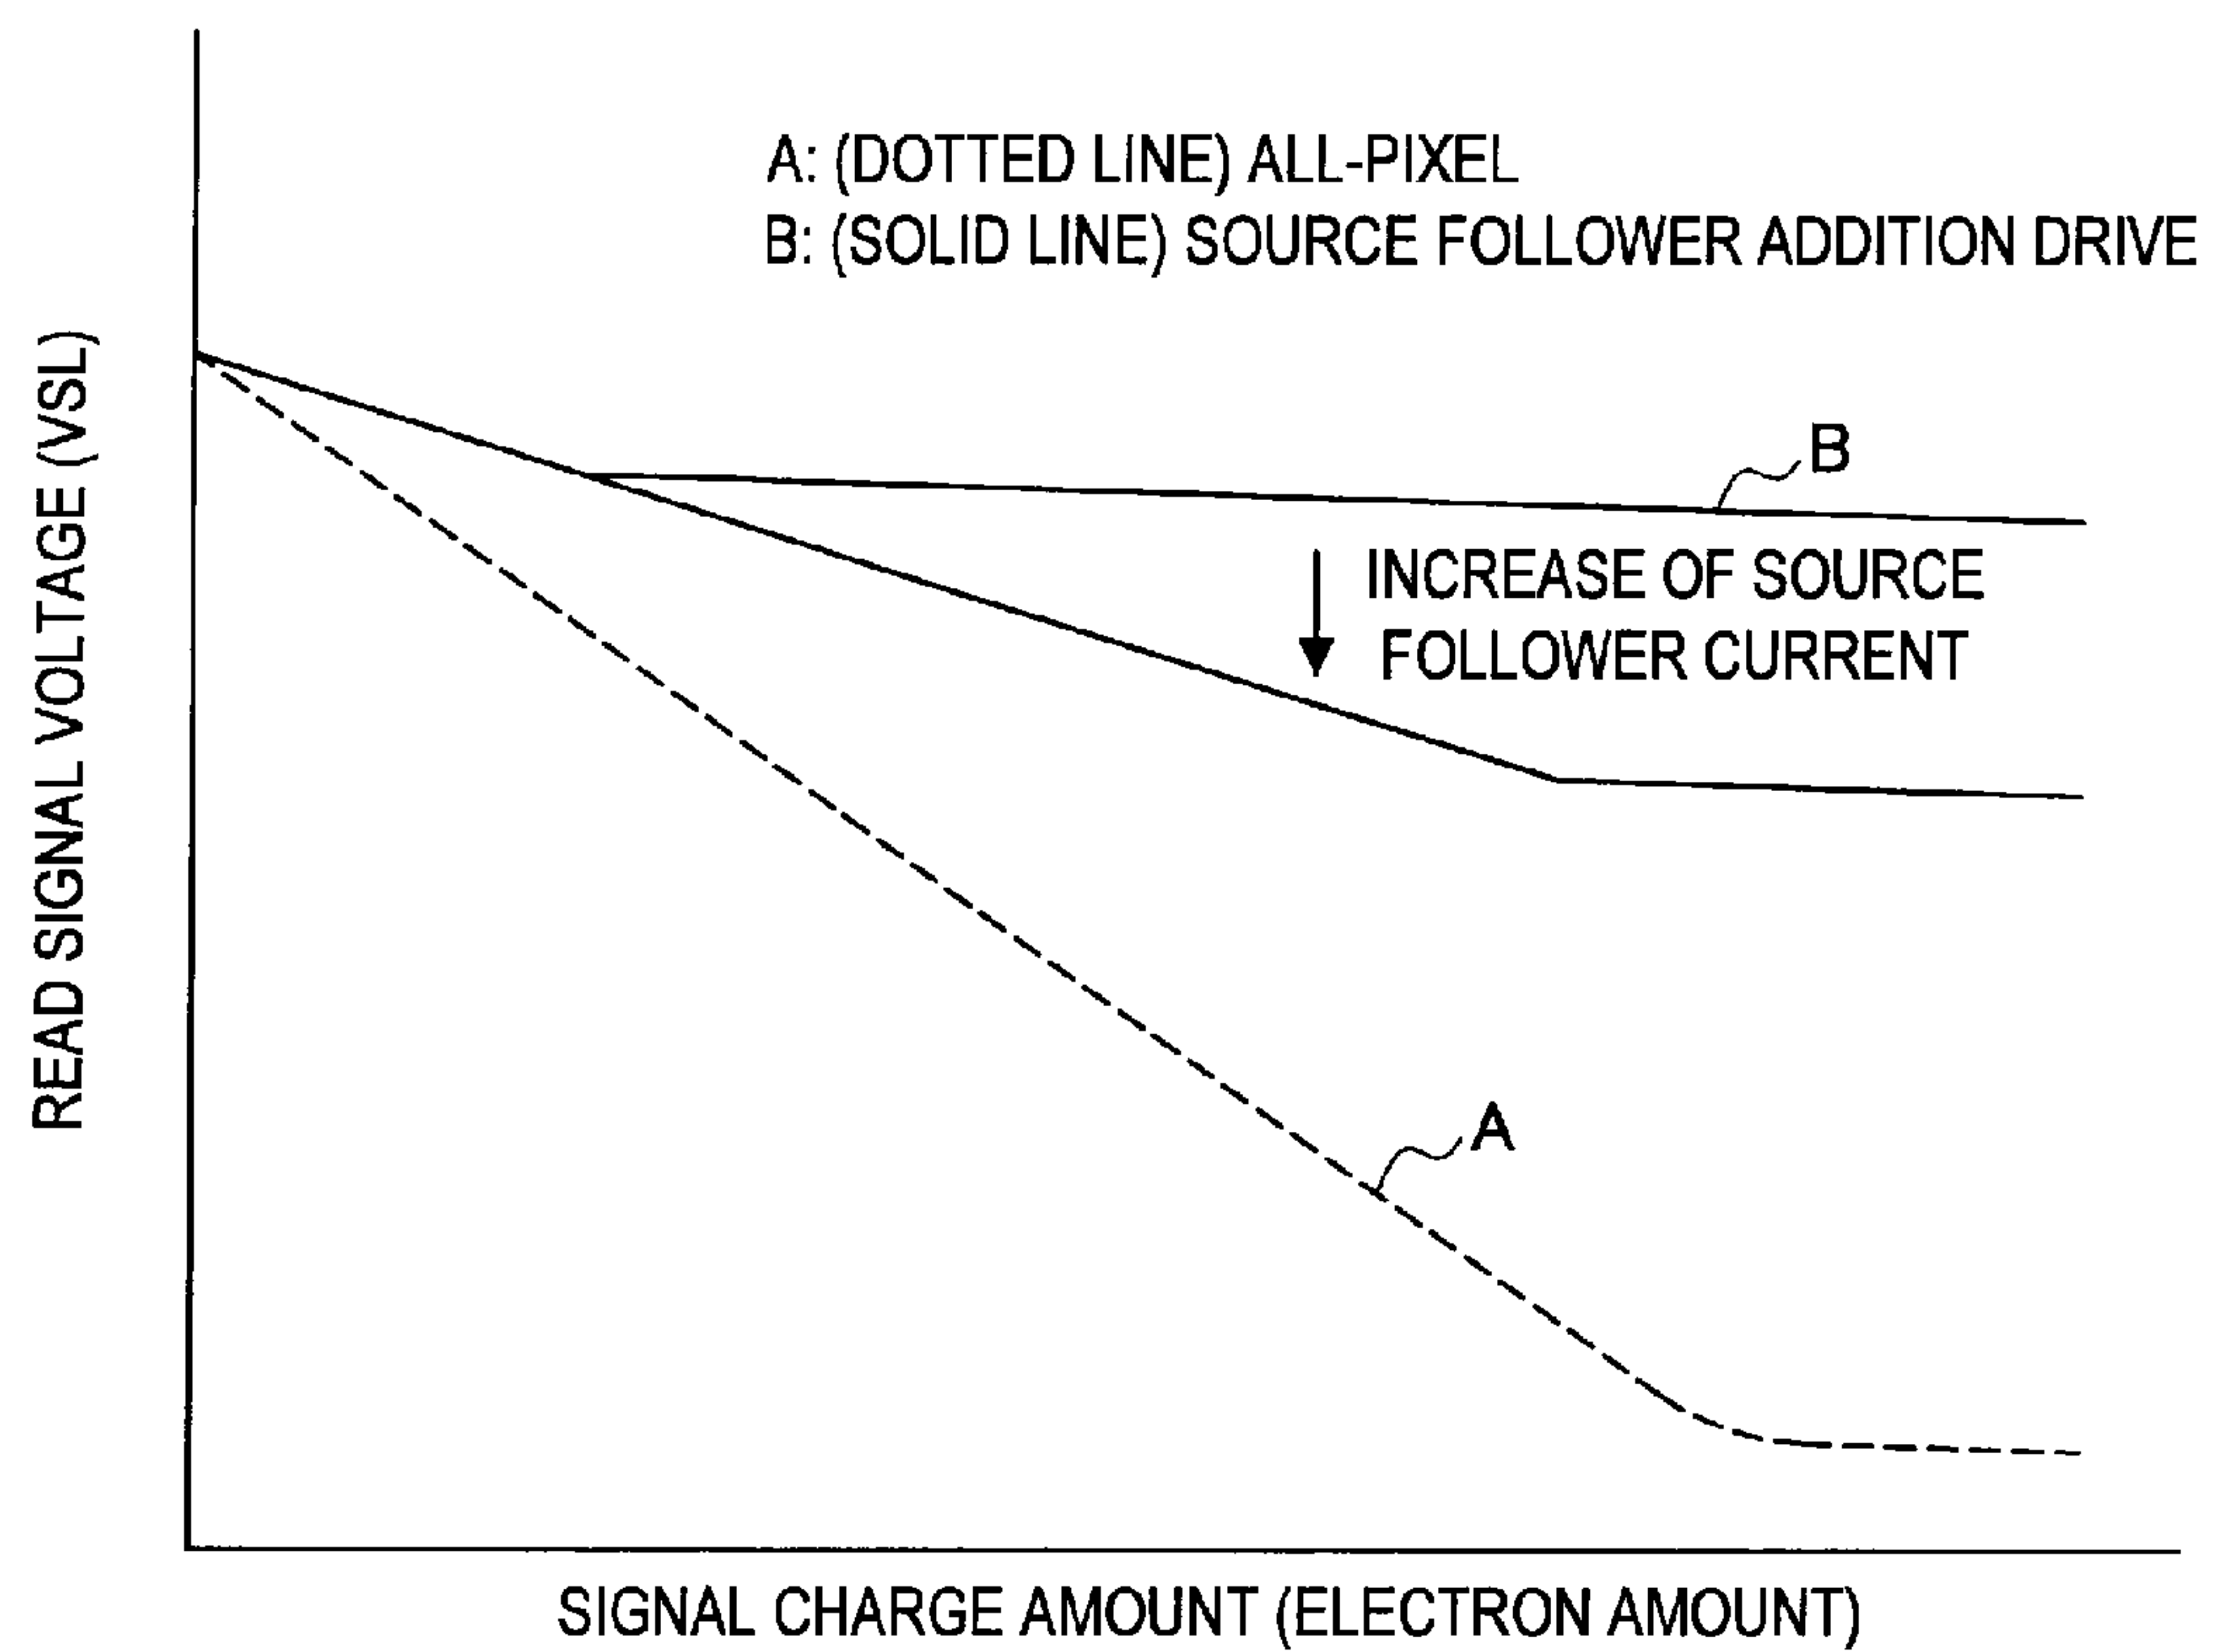 A: (DOTTED LINE) ALL-PIXEL
B: (SOLID LINE) SOURCE FOLLOWER ADDITION DRIVE
READ SIGNAL VOLTAGE (VSL)
B
INCREASE OF SOURCE
FOLLOWER CURRENT
A
SIGNAL CHARGE AMOUNT (ELECTRON AMOUNT)